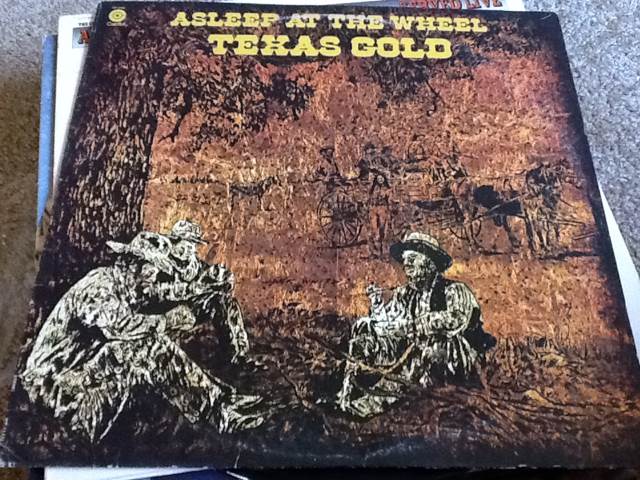 ASLEEP AT THE WHEEL
TEXAS GOLD